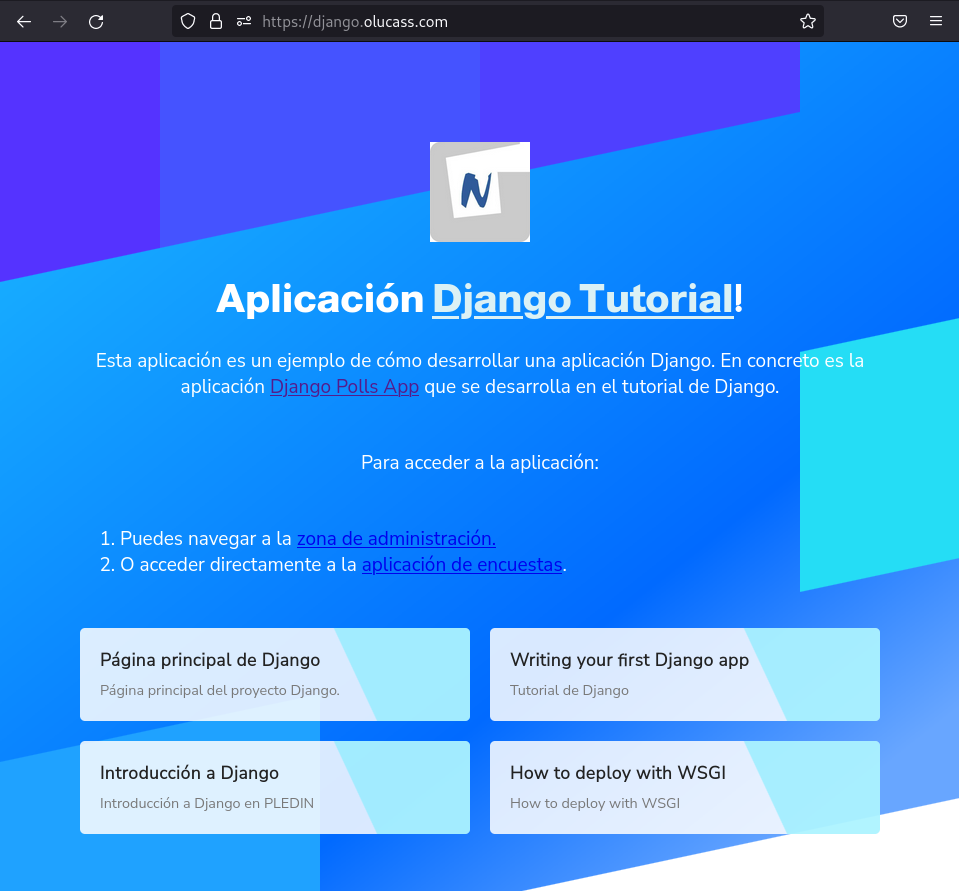 https://django.olucass.com
N
Aplicación Django Tutorial!
Esta aplicación es un ejemplo de cómo desarrollar una aplicación Django. En concreto es la
aplicación Django Polls App que se desarrolla en el tutorial de Django.
Para acceder a la aplicación:
1. Puedes navegar a la zona de administración.
2. O acceder directamente a la aplicación de encuestas.
Página principal de Django
Página principal del proyecto Django.
Writing your first Django app
Tutorial de Django
Introducción a Django
Introducción a Django en PLEDIN
How to deploy with WSGI
How to deploy with WSGI